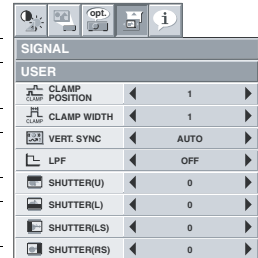 opt.
i
SIGNAL
USER
CLAMP CLAMP POSITION 1
CLAMP CLAMP WIDTH 1
VERT. SYNC AUTO
LPF OFF
SHUTTER(U) 0
SHUTTER(L) 0
SHUTTER(LS) 0
SHUTTER(RS) 0